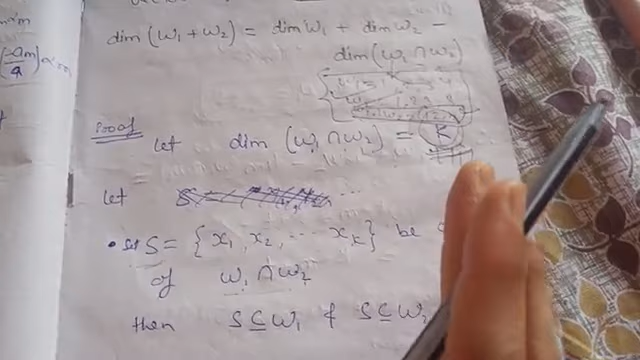 dim (W₁ + W₂) = dim W₁ + dim W₂ –
dim (W₁ ∩ W₂)
Proof
let dim (W₁ ∩ W₂) = K
let
• set S = { x₁, x₂, ... xₖ } be
of W₁ ∩ W₂
then S ⊆ W₁ & S ⊆ W₂